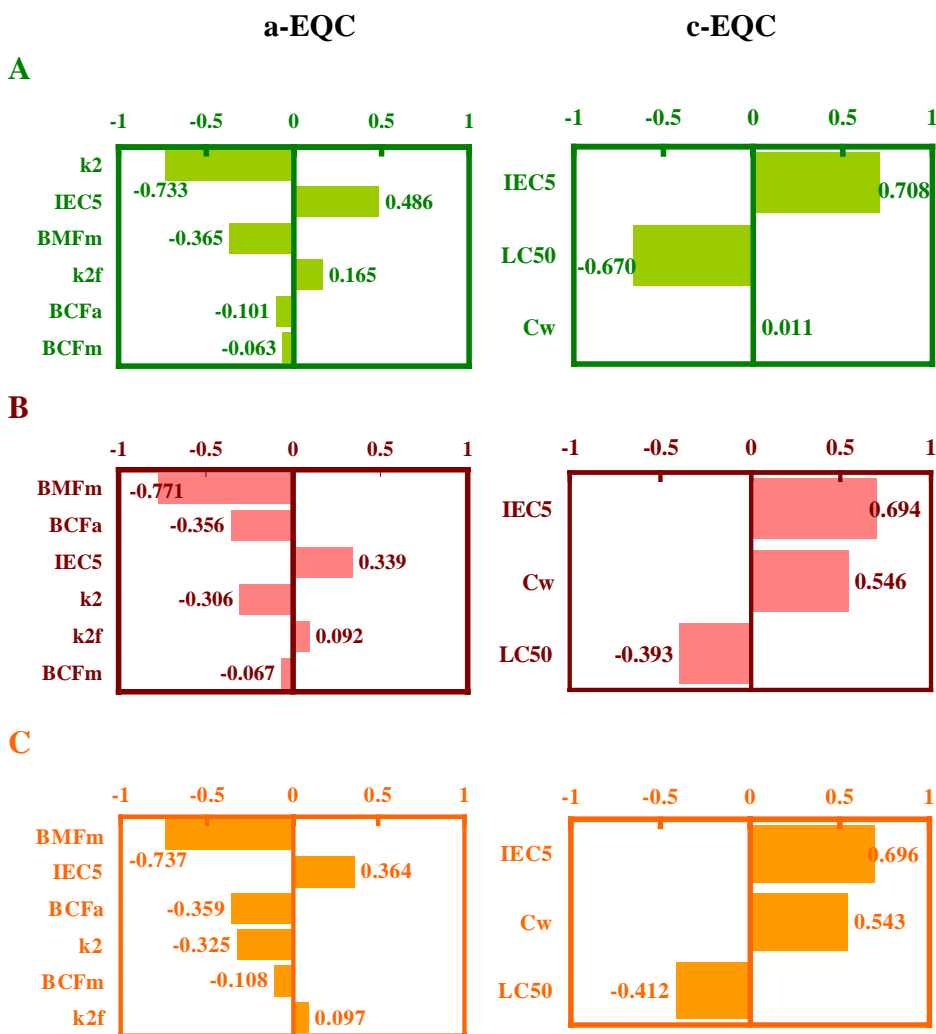 a-EQC c-EQC
A
-1 -0.5 0 0.5 1
k2 -0.733
IEC5 0.486
BMFm -0.365
k2f 0.165
BCFa -0.101
BCFm -0.063
-1 -0.5 0 0.5 1
IEC5 0.708
LC50 -0.670
Cw 0.011
B
-1 -0.5 0 0.5 1
BMFm -0.771
BCFa -0.356
IEC5 0.339
k2 -0.306
k2f 0.092
BCFm -0.067
-1 -0.5 0 0.5 1
IEC5 0.694
Cw 0.546
LC50 -0.393
C
-1 -0.5 0 0.5 1
BMFm -0.737
IEC5 0.364
BCFa -0.359
k2 -0.325
BCFm -0.108
k2f 0.097
-1 -0.5 0 0.5 1
IEC5 0.696
Cw 0.543
LC50 -0.412